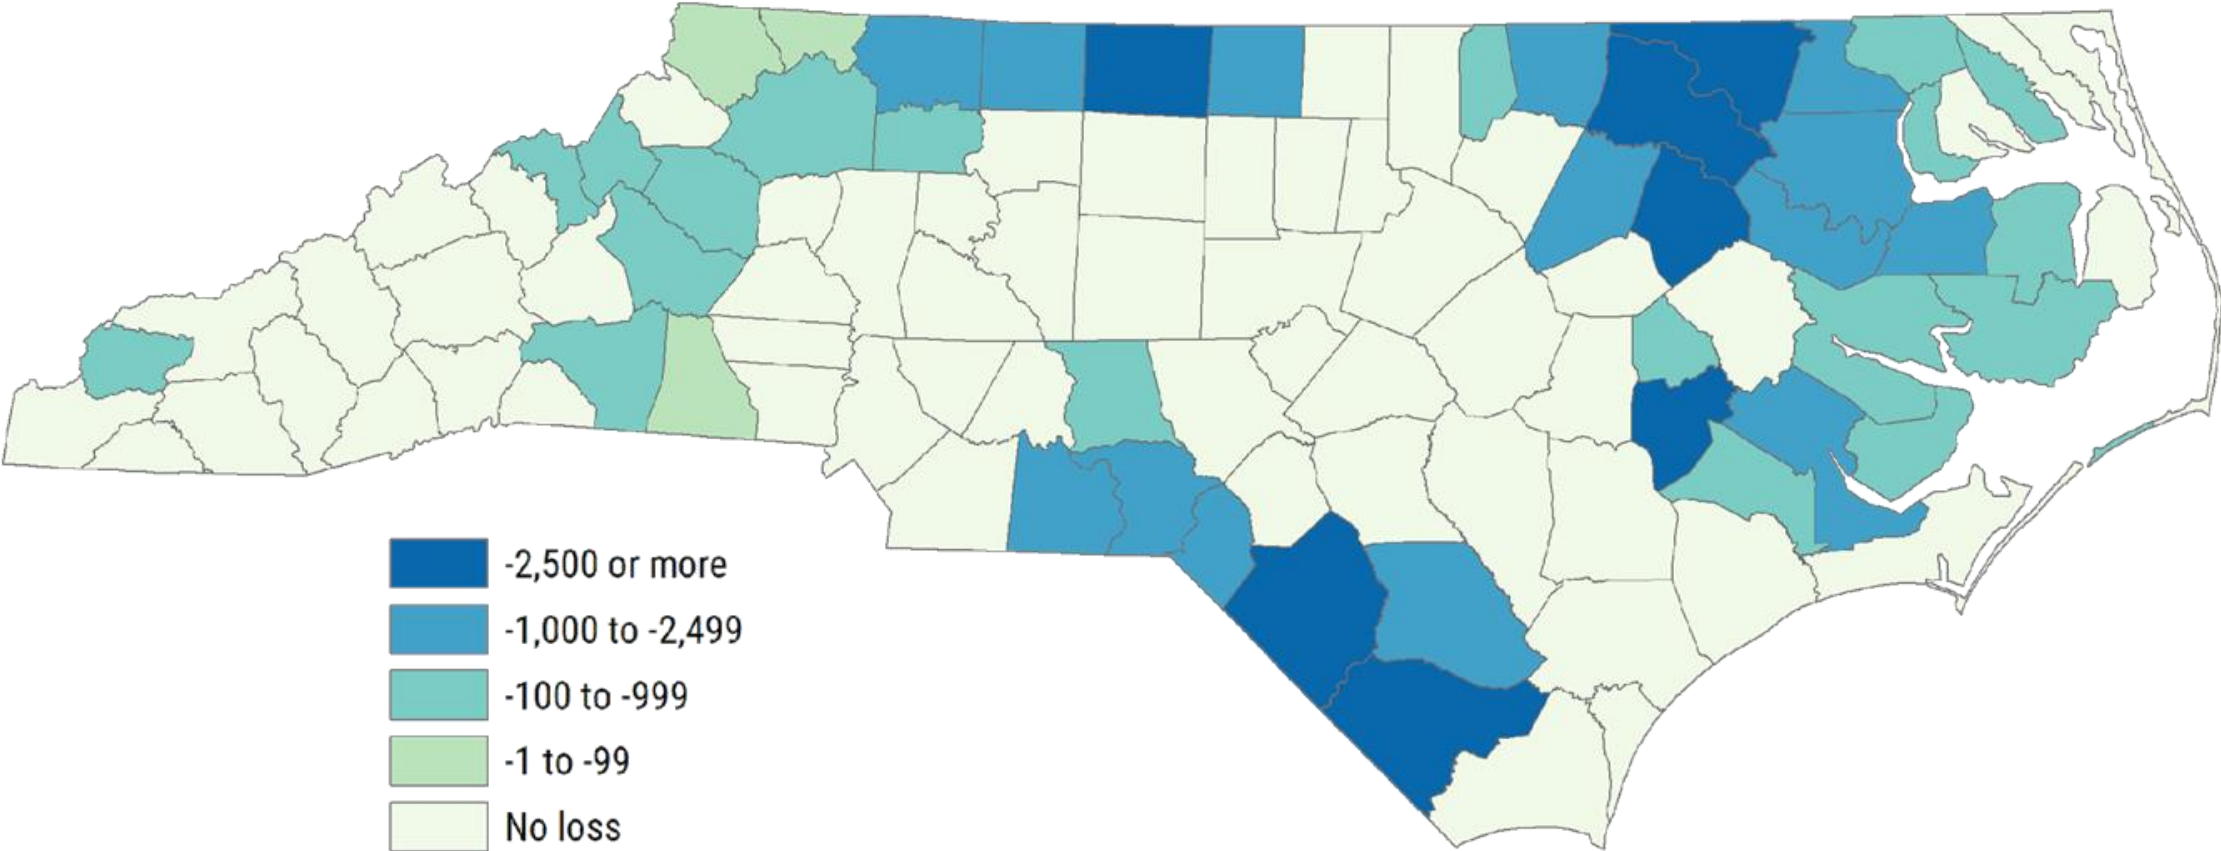 -2,500 or more
-1,000 to -2,499
-100 to -999
-1 to -99
No loss